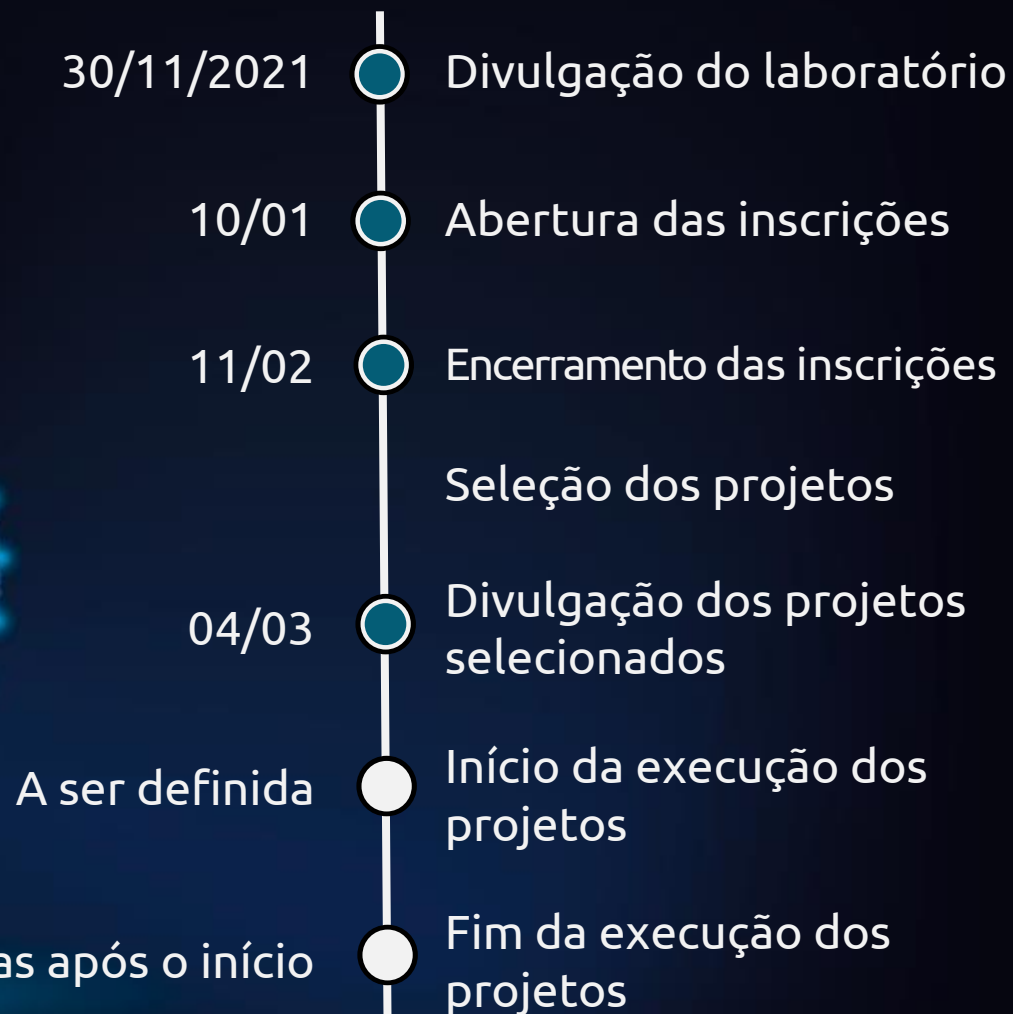 30/11/2021 Divulgação do laboratório
10/01 Abertura das inscrições
11/02 Encerramento das inscrições
Seleção dos projetos
04/03 Divulgação dos projetos
selecionados
A ser definida Início da execução dos
projetos
após o início Fim da execução dos
projetos